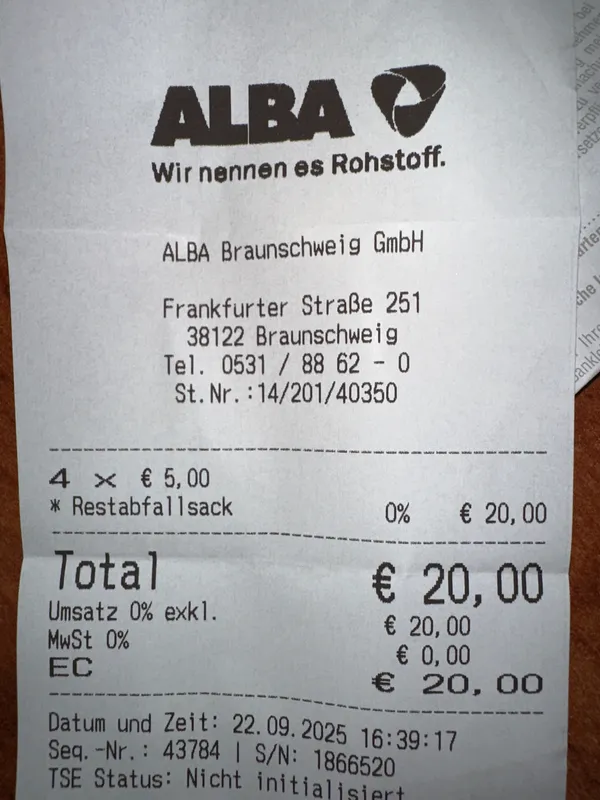 ALBA
Wir nennen es Rohstoff.
ALBA Braunschweig GmbH
Frankfurter Straße 251
38122 Braunschweig
Tel. 0531 / 88 62 - 0
St.Nr.:14/201/40350
4 x € 5,00
* Restabfallsack 0% € 20,00
Total € 20,00
Umsatz 0% exkl. € 20,00
MwSt 0% € 0,00
EC € 20,00
Datum und Zeit: 22.09.2025 16:39:17
Seq.-Nr.: 43784 | S/N: 1866520
TSE Status: Nicht initialisiert